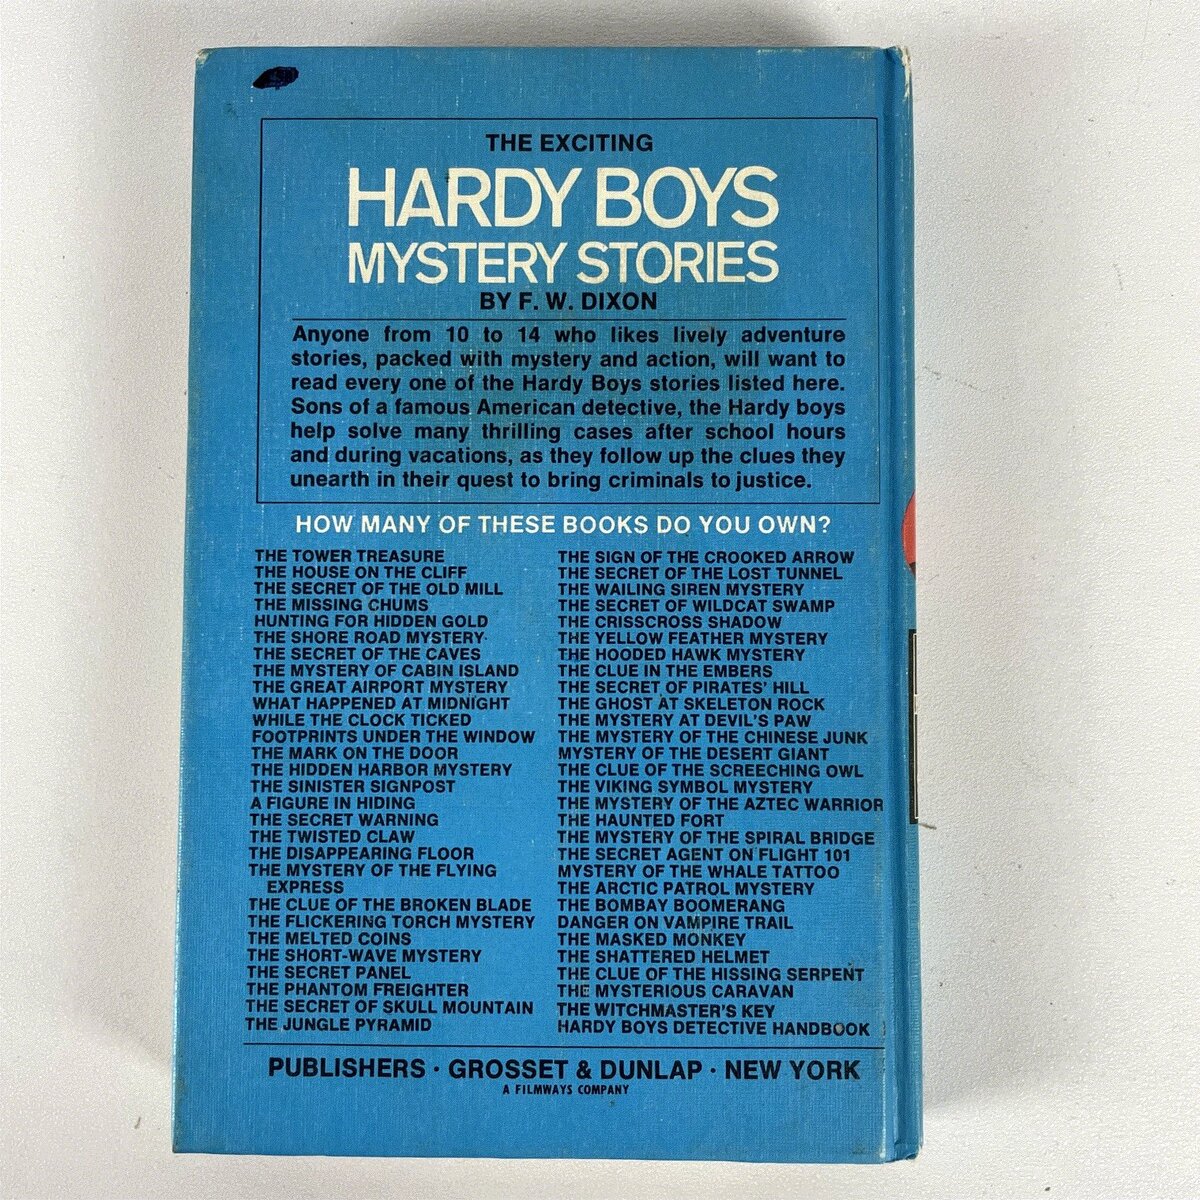 THE EXCITING
HARDY BOYS
MYSTERY STORIES
BY F. W. DIXON
Anyone from 10 to 14 who likes lively adventure
stories, packed with mystery and action, will want to
read every one of the Hardy Boys stories listed here.
Sons of a famous American detective, the Hardy boys
help solve many thrilling cases after school hours
and during vacations, as they follow up the clues they
unearth in their quest to bring criminals to justice.
HOW MANY OF THESE BOOKS DO YOU OWN?
THE TOWER TREASURE
THE HOUSE ON THE CLIFF
THE SECRET OF THE OLD MILL
THE MISSING CHUMS
HUNTING FOR HIDDEN GOLD
THE SHORE ROAD MYSTERY
THE SECRET OF THE CAVES
THE MYSTERY OF CABIN ISLAND
THE GREAT AIRPORT MYSTERY
WHAT HAPPENED AT MIDNIGHT
WHILE THE CLOCK TICKED
FOOTPRINTS UNDER THE WINDOW
THE MARK ON THE DOOR
THE HIDDEN HARBOR MYSTERY
THE SINISTER SIGNPOST
A FIGURE IN HIDING
THE SECRET WARNING
THE TWISTED CLAW
THE DISAPPEARING FLOOR
THE MYSTERY OF THE FLYING
EXPRESS
THE CLUE OF THE BROKEN BLADE
THE FLICKERING TORCH MYSTERY
THE MELTED COINS
THE SHORT-WAVE MYSTERY
THE SECRET PANEL
THE PHANTOM FREIGHTER
THE SECRET OF SKULL MOUNTAIN
THE JUNGLE PYRAMID
THE SIGN OF THE CROOKED ARROW
THE SECRET OF THE LOST TUNNEL
THE WAILING SIREN MYSTERY
THE SECRET OF WILDCAT SWAMP
THE CRISSCROSS SHADOW
THE YELLOW FEATHER MYSTERY
THE HOODED HAWK MYSTERY
THE CLUE IN THE EMBERS
THE SECRET OF PIRATES' HILL
THE GHOST AT SKELETON ROCK
THE MYSTERY AT DEVIL'S PAW
THE MYSTERY OF THE CHINESE JUNK
MYSTERY OF THE DESERT GIANT
THE CLUE OF THE SCREECHING OWL
THE VIKING SYMBOL MYSTERY
THE MYSTERY OF THE AZTEC WARRIOR
THE HAUNTED FORT
THE MYSTERY OF THE SPIRAL BRIDGE
THE SECRET AGENT ON FLIGHT 101
MYSTERY OF THE WHALE TATTOO
THE ARCTIC PATROL MYSTERY
THE BOMBAY BOOMERANG
DANGER ON VAMPIRE TRAIL
THE MASKED MONKEY
THE SHATTERED HELMET
THE CLUE OF THE HISSING SERPENT
THE MYSTERIOUS CARAVAN
THE WITCHMASTER'S KEY
HARDY BOYS DETECTIVE HANDBOOK
PUBLISHERS · GROSSET & DUNLAP · NEW YORK
A FILMWAYS COMPANY